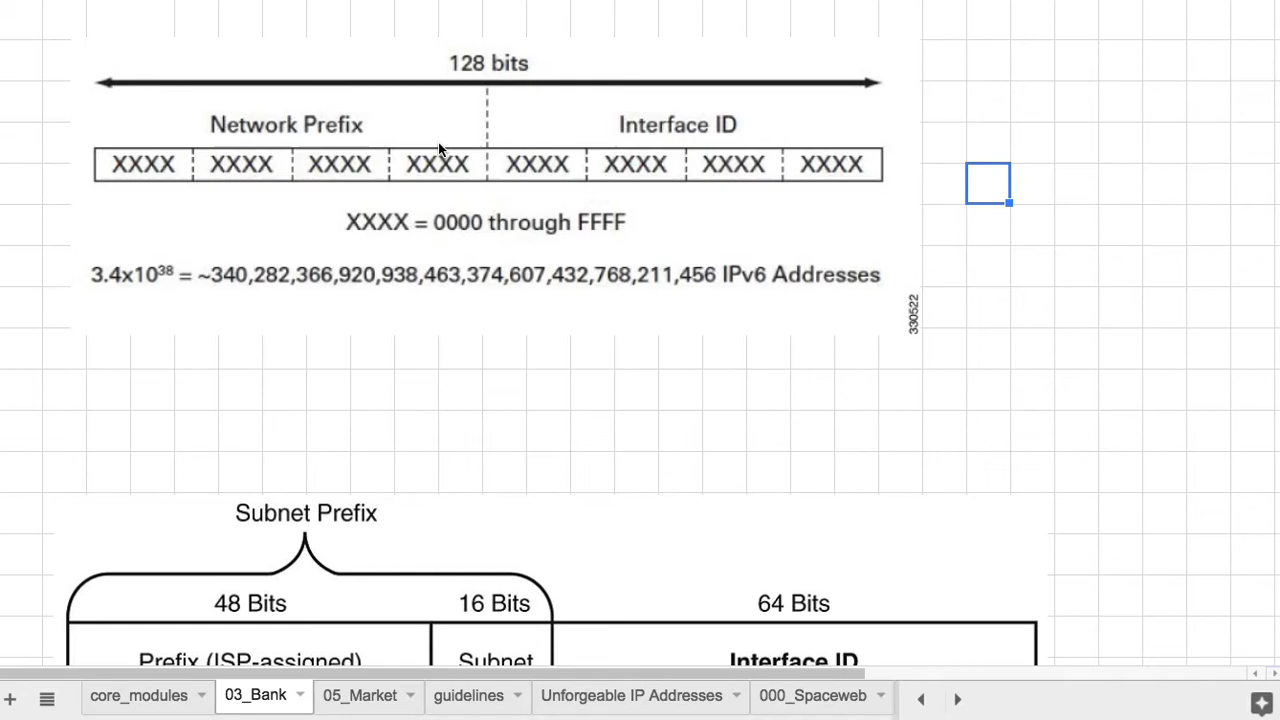 128 bits
Network Prefix Interface ID
XXXX XXXX XXXX XXXX XXXX XXXX XXXX XXXX
XXXX = 0000 through FFFF
3.4x10³⁸ = ~340,282,366,920,938,463,374,607,432,768,211,456 IPv6 Addresses
330522
Subnet Prefix
48 Bits 16 Bits 64 Bits
Prefix (ISP-assigned) Subnet Interface ID
core_modules 03_Bank 05_Market guidelines Unforgeable IP Addresses 000_Spaceweb